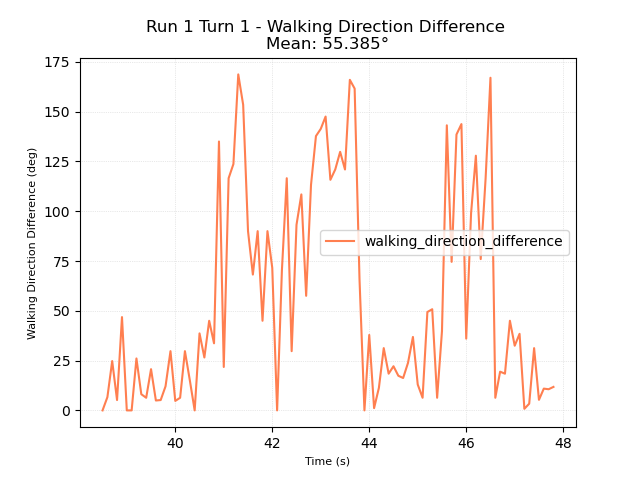 Run 1 Turn 1 - Walking Direction Difference
Mean: 55.385°
175
150
125
100
75
50
25
0
Walking Direction Difference (deg)
walking_direction_difference
40
42
44
46
48
Time (s)